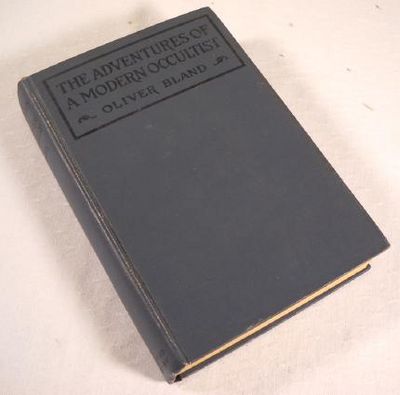 THE ADVENTURES OF
A MODERN OCCULTIST
OLIVER BLAND